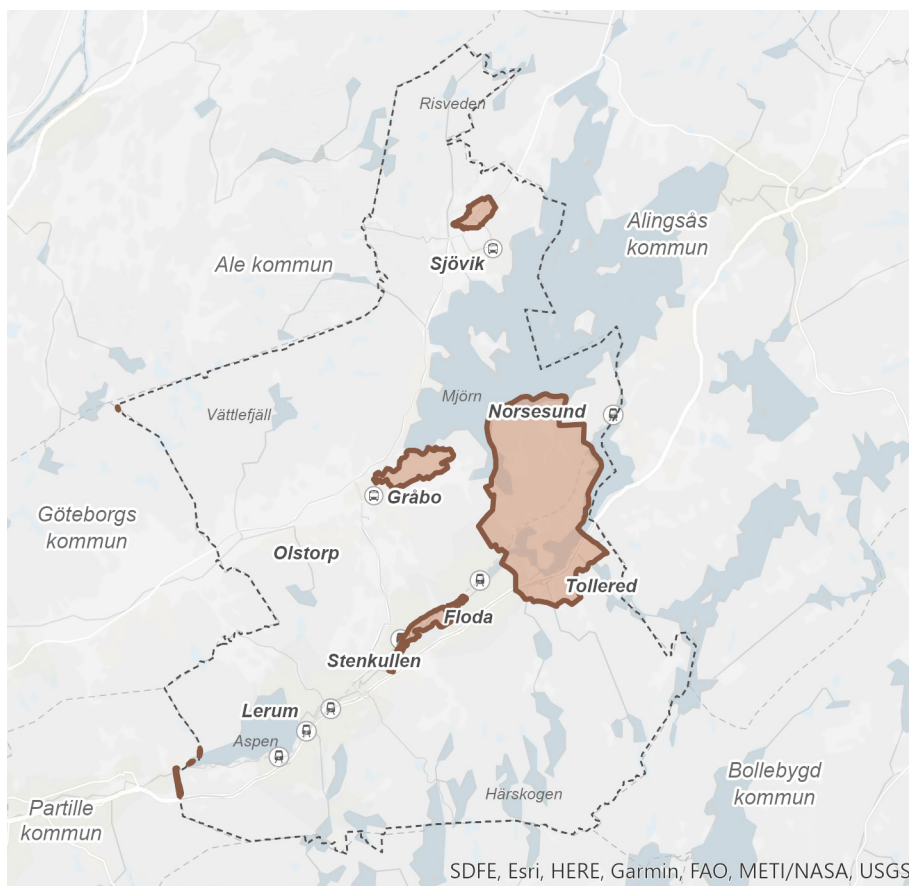 Risveden
Alingsås
kommun
Sjövik
Ale kommun
Mjörn
Norsesund
Vättlefjäll
Gråbo
Göteborgs
kommun
Olstorp
Tollered
Floda
Stenkullen
Lerum
Aspen
Bollebygd
kommun
Härskogen
Partille
kommun
SDFE, Esri, HERE, Garmin, FAO, METI/NASA, USGS